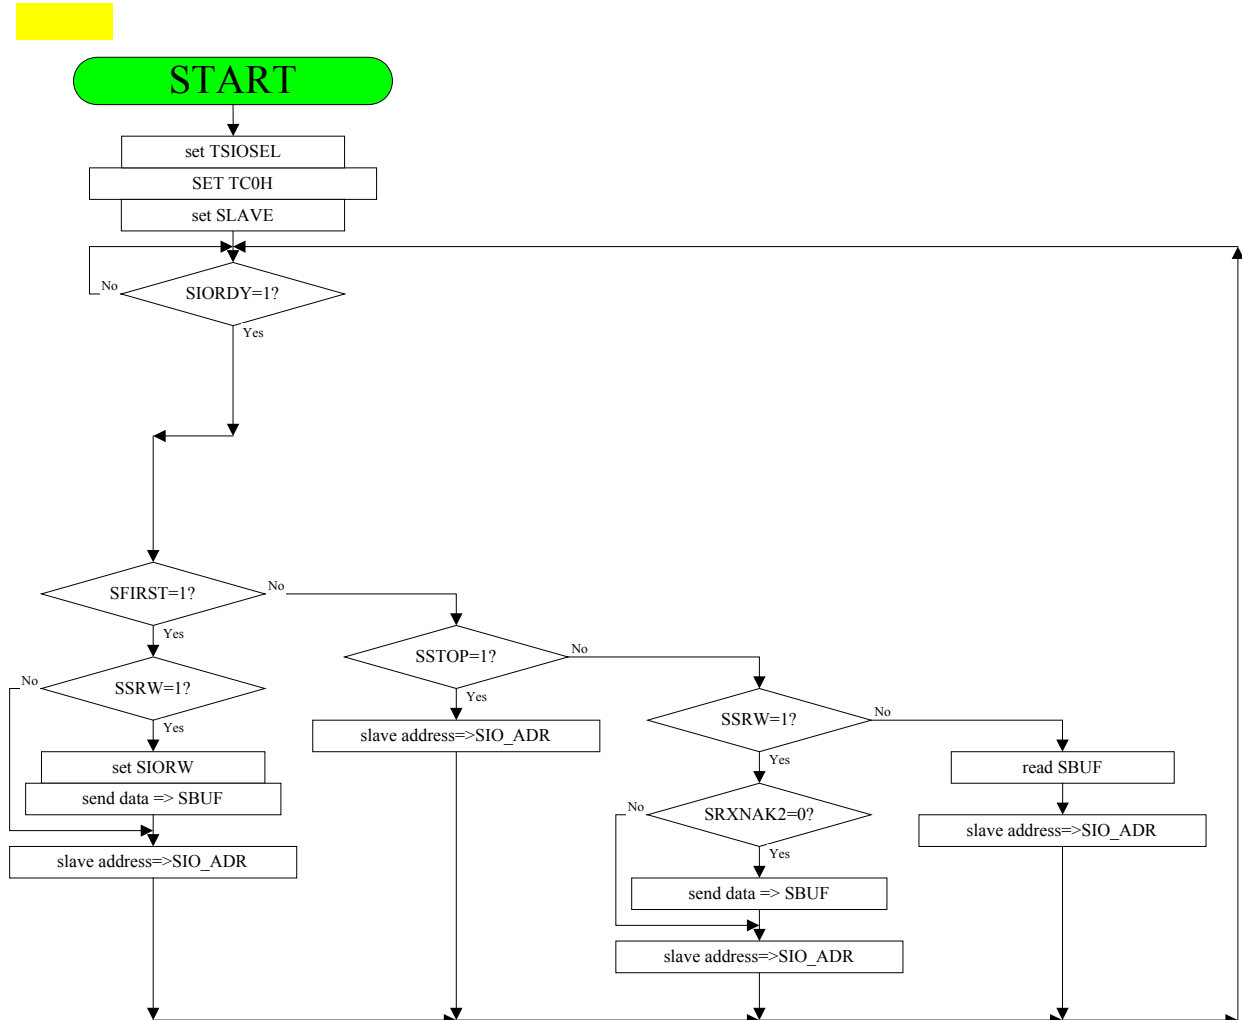 START
set TSIOSEL
SET TC0H
set SLAVE
No
SIORDY=1?
Yes
SFIRST=1?
No
Yes
SSTOP=1?
No
No
SSRW=1?
Yes
Yes
SSRW=1?
No
slave address=>SIO_ADR
Yes
set SIORW
read SBUF
send data => SBUF
No
SRXNAK2=0?
slave address=>SIO_ADR
Yes
slave address=>SIO_ADR
send data => SBUF
slave address=>SIO_ADR